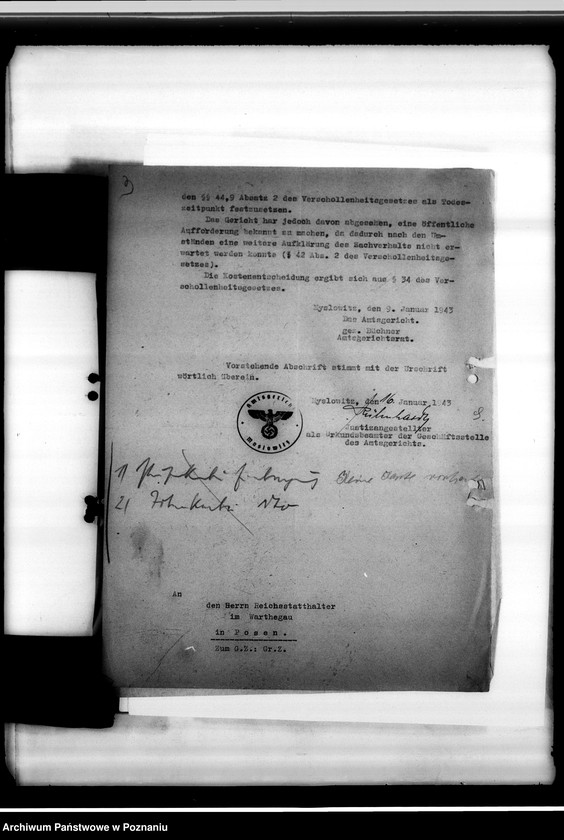 den §§ 44,9 Absatz 2 des Verschollenheitsgesetzes als Todes-
zeitpunkt festzusetzen.
Das Gericht hat jedoch davon abgesehen, eine öffentliche
Aufforderung bekannt zu machen, da dadurch nach den Um-
ständen eine weitere Aufklärung des Sachverhalts nicht er-
wartet werden konnte (§ 42 Abs. 2 des Verschollenheitsge-
setzes).
Die Kostenentscheidung ergibt sich aus § 34 des Ver-
schollenheitsgesetzes.
Myslowitz, den 9. Januar 1943
Das Amtsgericht.
gez. Büchner
Amtsgerichtsrat.
Vorstehende Abschrift stimmt mit der Urschrift
wörtlich überein.
Myslowitz, den 16. Januar 1943
Amtsgericht
Myslowitz
Justizangestellter
als Urkundsbeamter der Geschäftsstelle
des Amtsgerichts.
1)
2)
An
den Herrn Reichsstatthalter
im Warthegau
in Posen.
Zum G.Z.: Gr.Z.
Archiwum Państwowe w Poznaniu